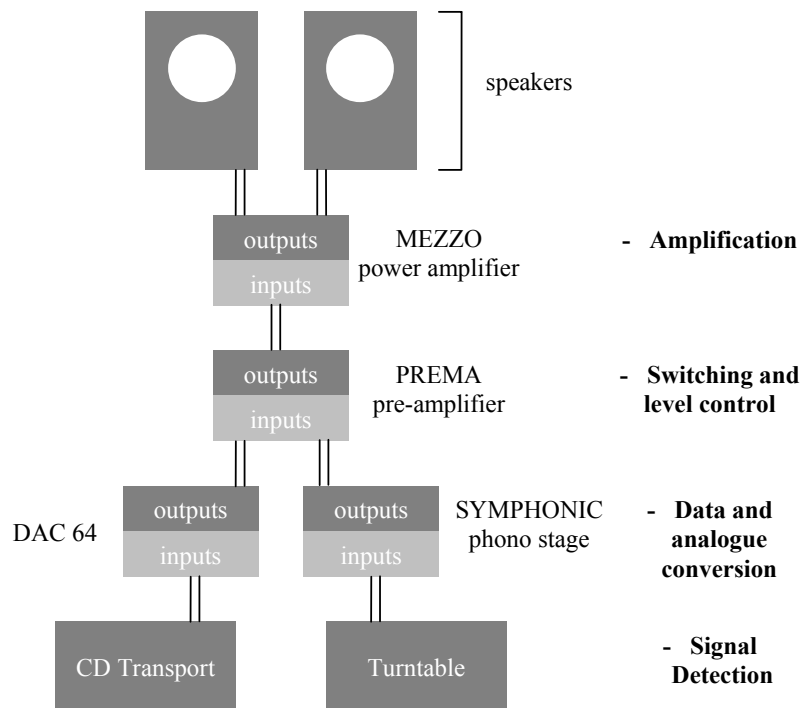 speakers
outputs
inputs
MEZZO
power amplifier
- Amplification
outputs
inputs
PREMA
pre-amplifier
- Switching and
level control
DAC 64
outputs
inputs
outputs
inputs
SYMPHONIC
phono stage
- Data and
analogue
conversion
CD Transport
Turntable
- Signal
Detection